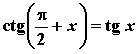 ctg(π/2 + x) = tg x